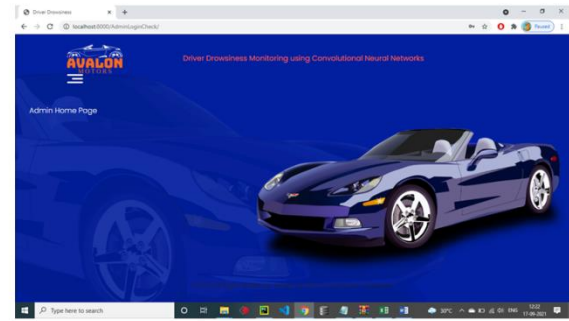 Driver Drowsiness
localhost:8000/AdminLoginCheck/
Paused
AVALON
MOTORS
Driver Drowsiness Monitoring using Convolutional Neural Networks
Admin Home Page
Type here to search
30°C
ENG
12:22
17-08-2021